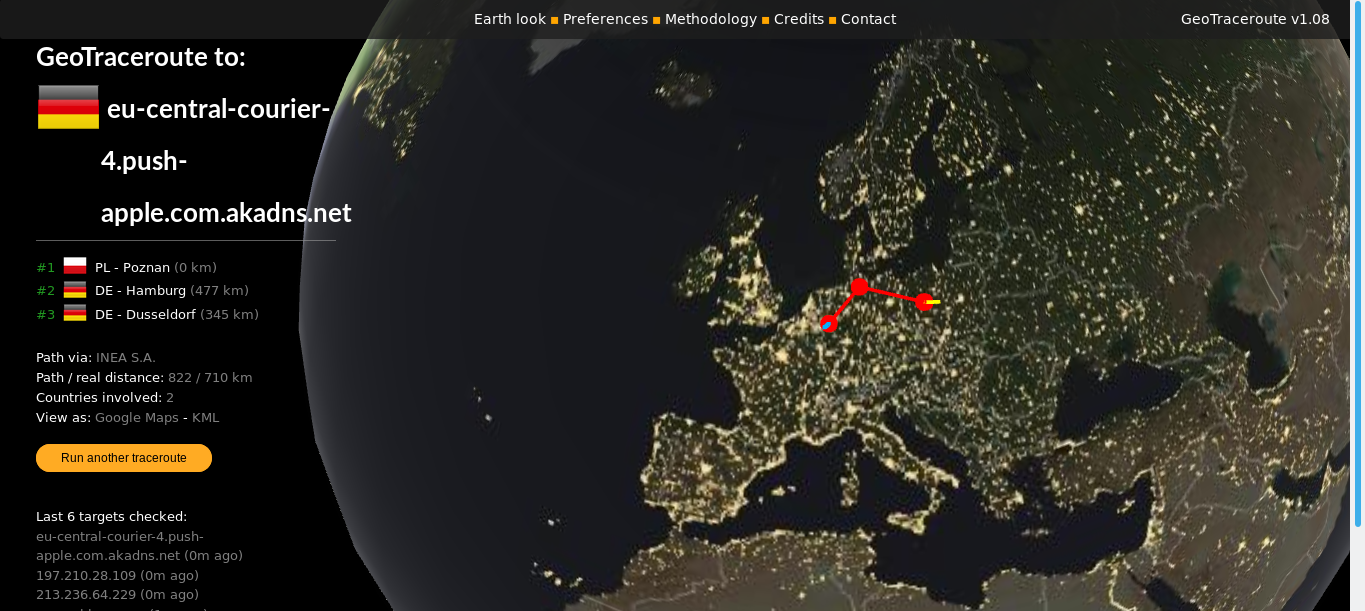 Earth look ■ Preferences ■ Methodology ■ Credits ■ Contact
GeoTraceroute v1.08
GeoTraceroute to:
eu-central-courier-
4.push-
apple.com.akadns.net
#1 PL - Poznan (0 km)
#2 DE - Hamburg (477 km)
#3 DE - Dusseldorf (345 km)
Path via: INEA S.A.
Path / real distance: 822 / 710 km
Countries involved: 2
View as: Google Maps - KML
Run another traceroute
Last 6 targets checked:
eu-central-courier-4.push-
apple.com.akadns.net (0m ago)
197.210.28.109 (0m ago)
213.236.64.229 (0m ago)